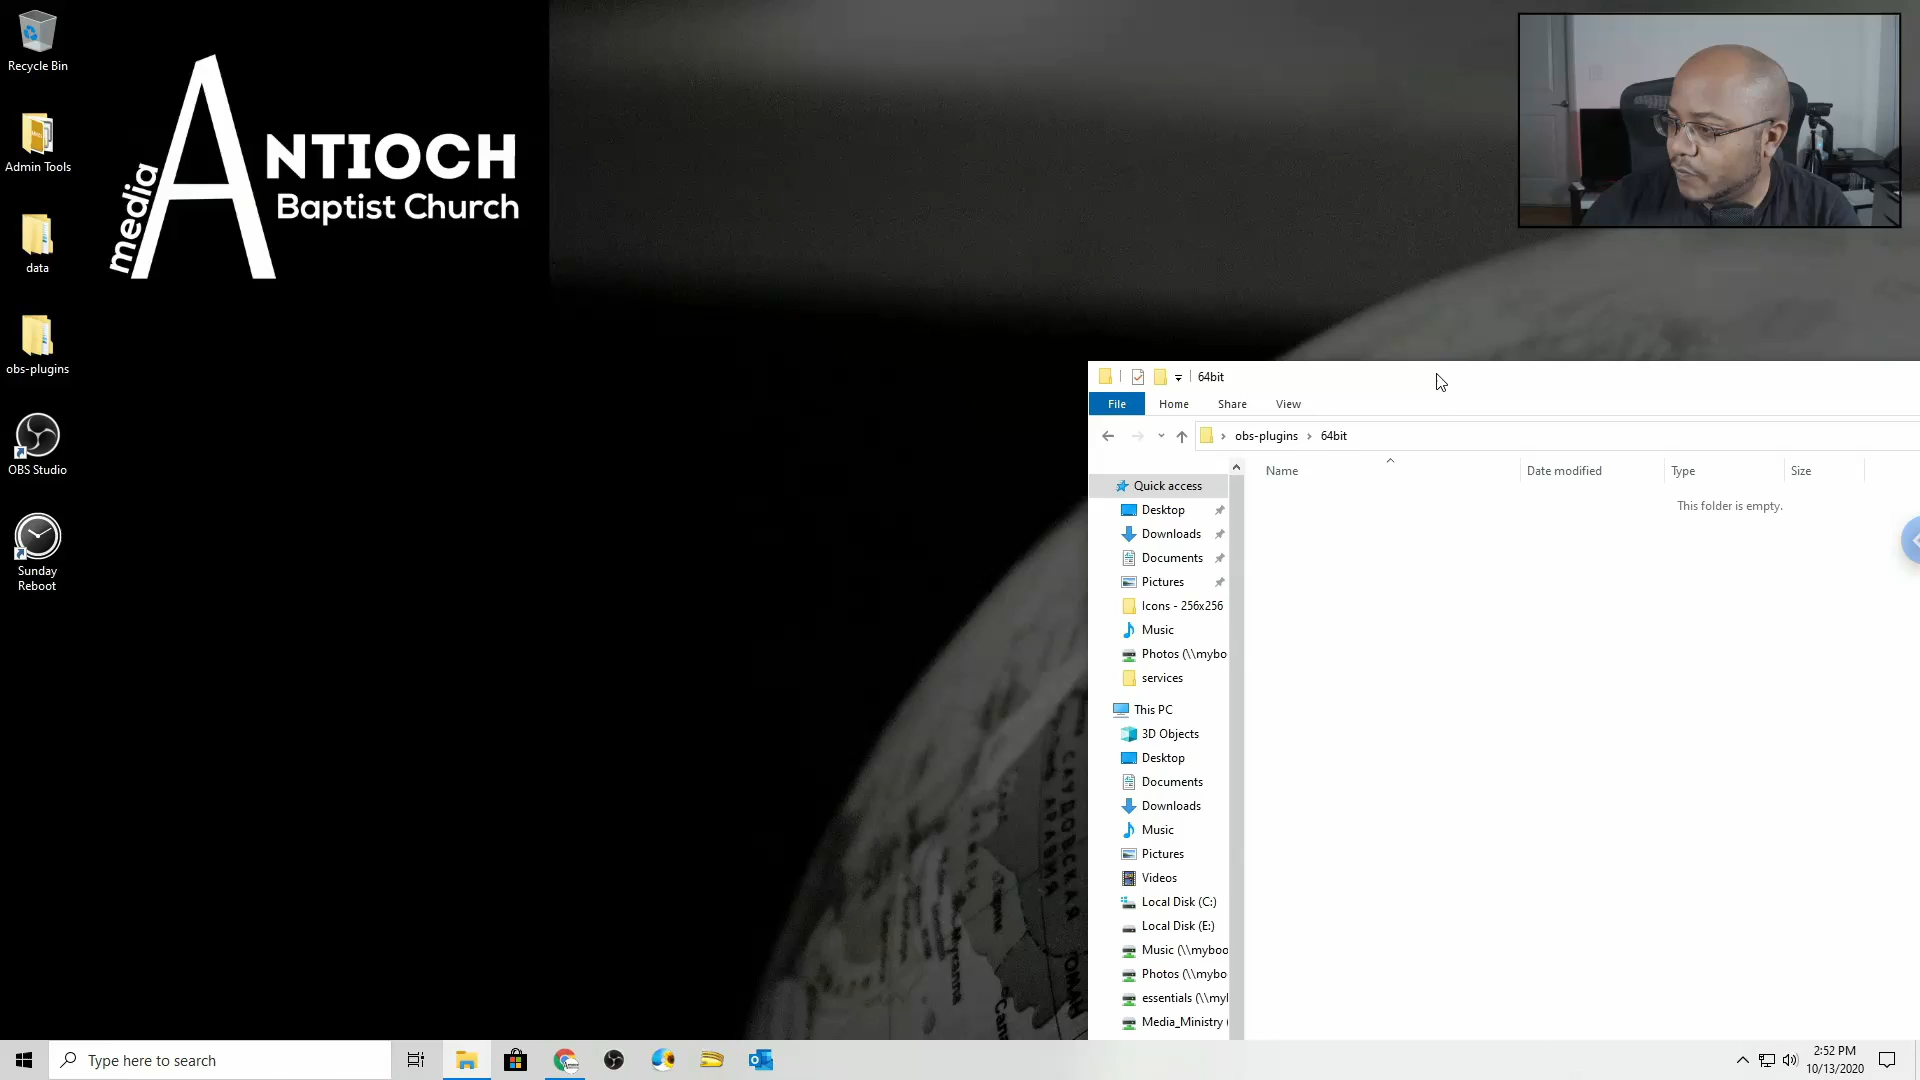 Recycle Bin
Admin Tools
data
obs-plugins
OBS Studio
Sunday
Reboot
media
ANTIOCH
Baptist Church
64bit
File Home Share View
obs-plugins › 64bit
Name Date modified Type Size
This folder is empty.
Quick access
Desktop
Downloads
Documents
Pictures
Icons - 256x256
Music
Photos (\\mybo
services
This PC
3D Objects
Desktop
Documents
Downloads
Music
Pictures
Videos
Local Disk (C:)
Local Disk (E:)
Music (\\myboo
Photos (\\mybo
essentials (\\myl
Media_Ministry (
Type here to search
2:52 PM
10/13/2020